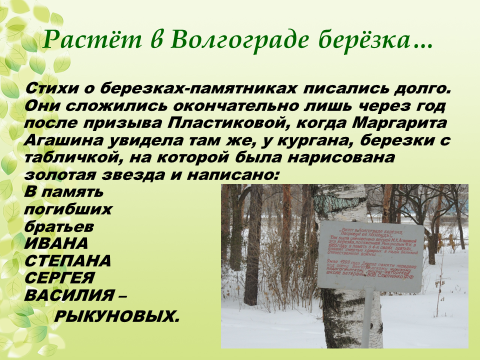 Растёт в Волгограде берёзка…
Стихи о березках-памятниках писались долго.
Они сложились окончательно лишь через год
после призыва Пластиковой, когда Маргарита
Агашина увидела там же, у кургана, березки с
табличкой, на которой была нарисована
золотая звезда и написано:
В память
погибших
братьев
ИВАНА
СТЕПАНА
СЕРГЕЯ
ВАСИЛИЯ –
РЫКУНОВЫХ.